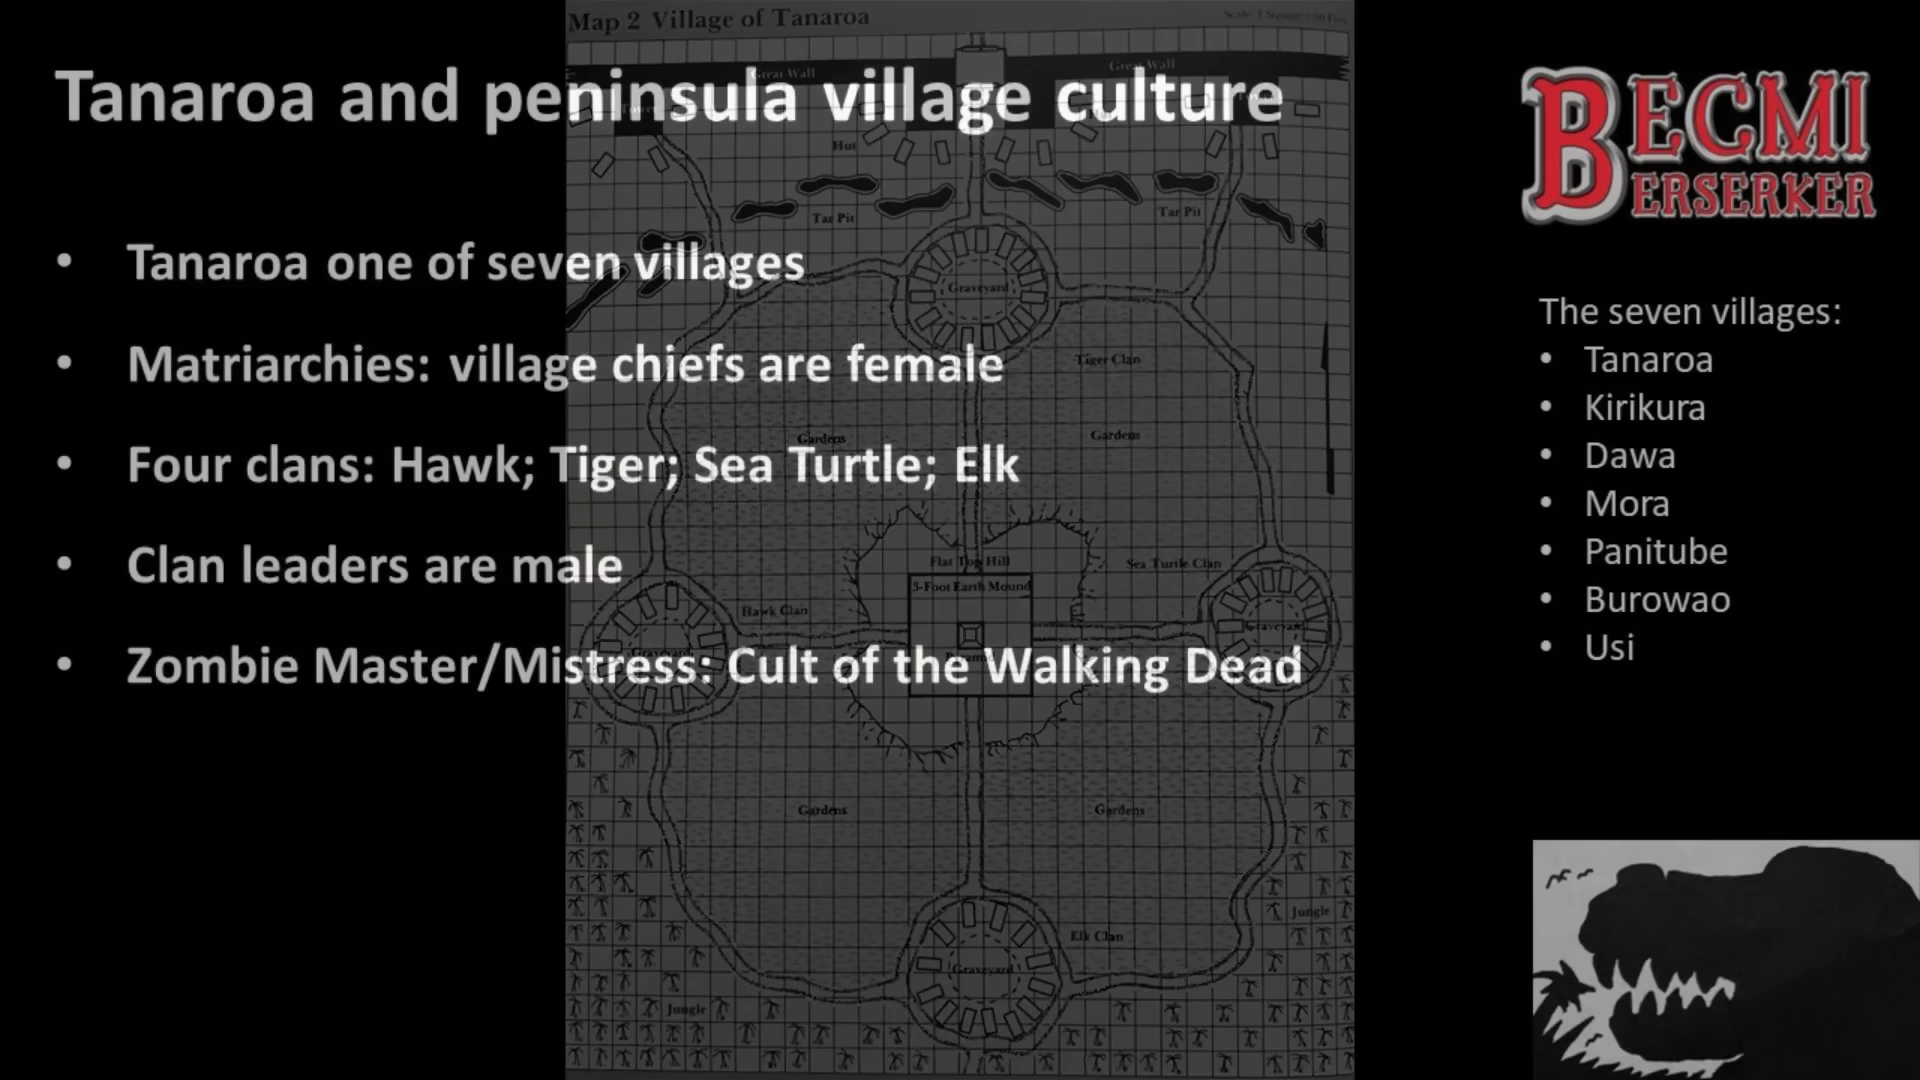 Map 2 Village of Tanaroa
Great Wall
Great Wall
Tanaroa and peninsula village culture
Hut
Tar Pit
Tar Pit
• Tanaroa one of seven villages
Graveyard
• Matriarchies: village chiefs are female
Tiger Clan
Gardens
Gardens
• Four clans: Hawk; Tiger; Sea Turtle; Elk
Flat Top Hill
Sea Turtle Clan
• Clan leaders are male
3-Foot Earth Mound
Hawk Clan
Graveyard
Graveyard
• Zombie Master/Mistress: Cult of the Walking Dead
Gardens
Gardens
Jungle
Elk Clan
Graveyard
Jungle
BECMI
BERSERKER
The seven villages:
• Tanaroa
• Kirikura
• Dawa
• Mora
• Panitube
• Burowao
• Usi